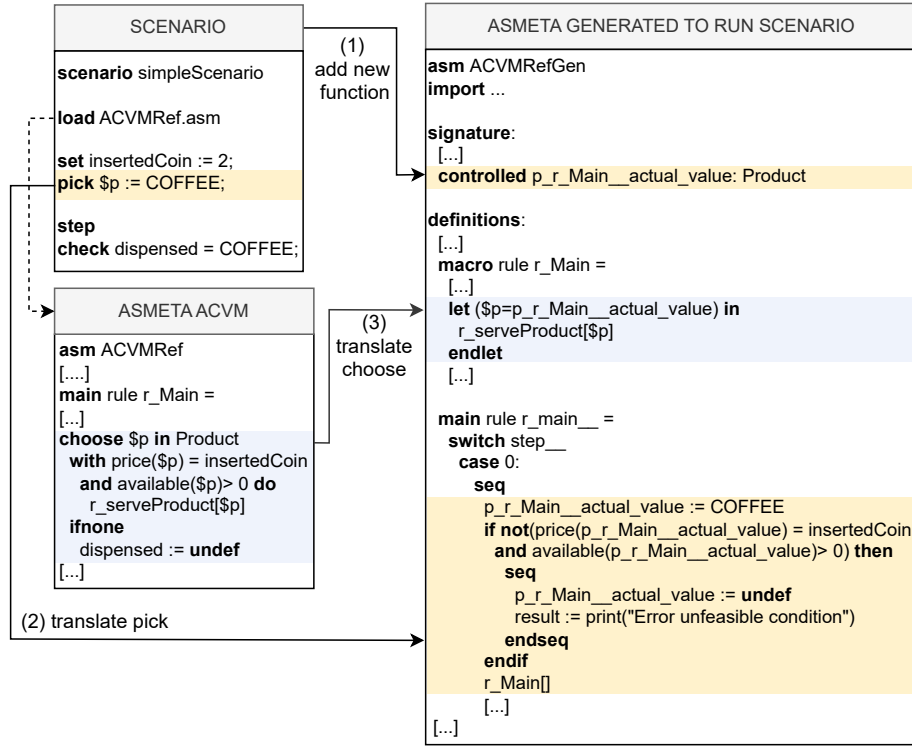 SCENARIO
scenario simpleScenario
load ACVMRef.asm
set insertedCoin := 2;
pick $p := COFFEE;
step
check dispensed = COFFEE;
(1)
add new
function
ASMETA ACVM
asm ACVMRef
[....]
main rule r_Main =
[...]
choose $p in Product
with price($p) = insertedCoin
and available($p)> 0 do
r_serveProduct[$p]
ifnone
dispensed := undef
[...]
(3)
translate
choose
(2) translate pick
ASMETA GENERATED TO RUN SCENARIO
asm ACVMRefGen
import ...
signature:
[...]
controlled p_r_Main__actual_value: Product
definitions:
[...]
macro rule r_Main =
[...]
let ($p=p_r_Main__actual_value) in
r_serveProduct[$p]
endlet
[...]
main rule r_main__ =
switch step__
case 0:
seq
p_r_Main__actual_value := COFFEE
if not(price(p_r_Main__actual_value) = insertedCoin
and available(p_r_Main__actual_value)> 0) then
seq
p_r_Main__actual_value := undef
result := print("Error unfeasible condition")
endseq
endif
r_Main[]
[...]
[...]